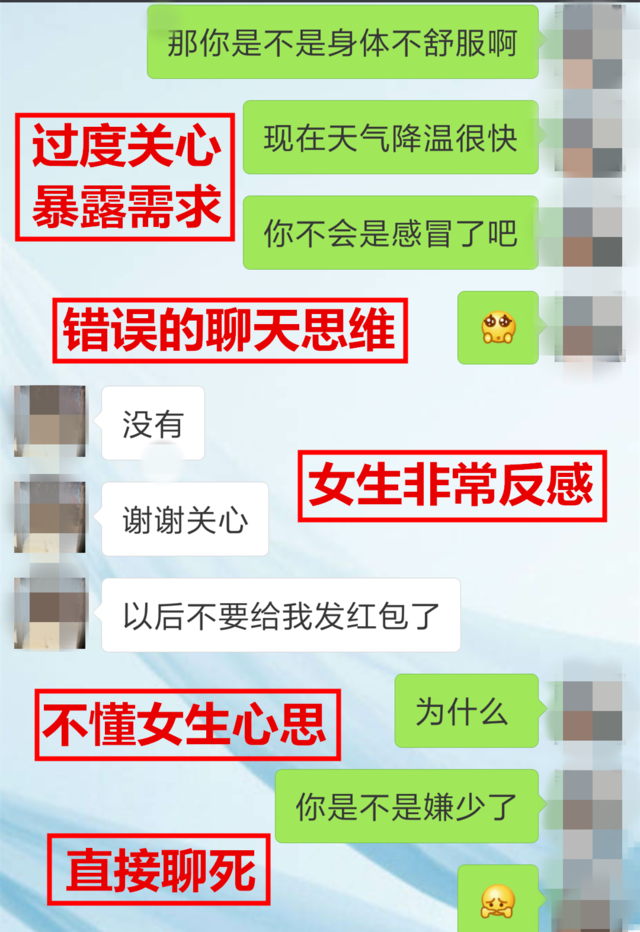 那你是不是身体不舒服啊
现在天气降温很快
过度关心
暴露需求
你不会是感冒了吧
错误的聊天思维
没有
女生非常反感
谢谢关心
以后不要给我发红包了
不懂女生心思
为什么
你是不是嫌少了
直接聊死